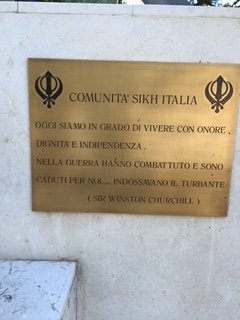 COMUNITA' SIKH ITALIA
OGGI SIAMO IN GRADO DI VIVERE CON ONORE,
DIGNITA' E INDIPENDENZA,
NELLA GUERRA HANNO COMBATTUTO E SONO
CADUTI PER NOI..... INDOSSAVANO IL TURBANTE
( SIR WINSTON CHURCHILL )